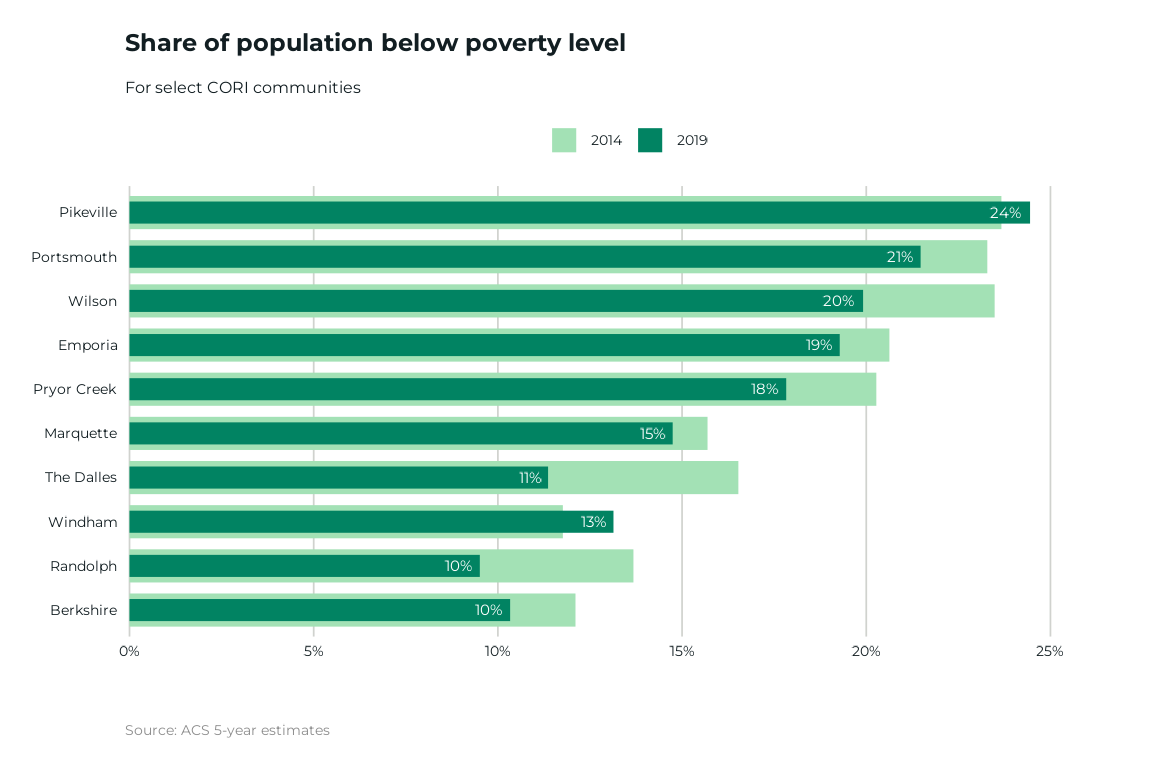 Share of population below poverty level
For select CORI communities
2014 2019
Pikeville 24%
Portsmouth 21%
Wilson 20%
Emporia 19%
Pryor Creek 18%
Marquette 15%
The Dalles 11%
Windham 13%
Randolph 10%
Berkshire 10%
0% 5% 10% 15% 20% 25%
Source: ACS 5-year estimates